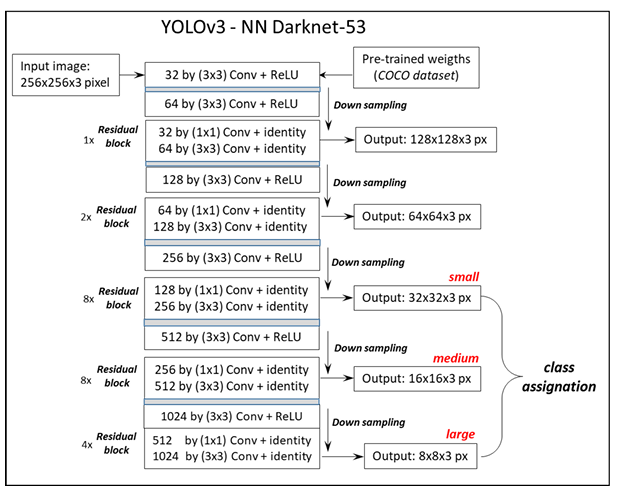 YOLOv3 - NN Darknet-53
Input image:
256x256x3 pixel
Pre-trained weigths
(COCO dataset)
32 by (3x3) Conv + ReLU
64 by (3x3) Conv + ReLU
Down sampling
1x Residual block
32 by (1x1) Conv + identity
64 by (3x3) Conv + identity
Output: 128x128x3 px
128 by (3x3) Conv + ReLU
Down sampling
2x Residual block
64 by (1x1) Conv + identity
128 by (3x3) Conv + identity
Output: 64x64x3 px
256 by (3x3) Conv + ReLU
Down sampling
8x Residual block
128 by (1x1) Conv + identity
256 by (3x3) Conv + identity
small
Output: 32x32x3 px
512 by (3x3) Conv + ReLU
Down sampling
8x Residual block
256 by (1x1) Conv + identity
512 by (3x3) Conv + identity
medium
Output: 16x16x3 px
class
assignation
1024 by (3x3) Conv + ReLU
Down sampling
4x Residual block
512 by (1x1) Conv + identity
1024 by (3x3) Conv + identity
large
Output: 8x8x3 px